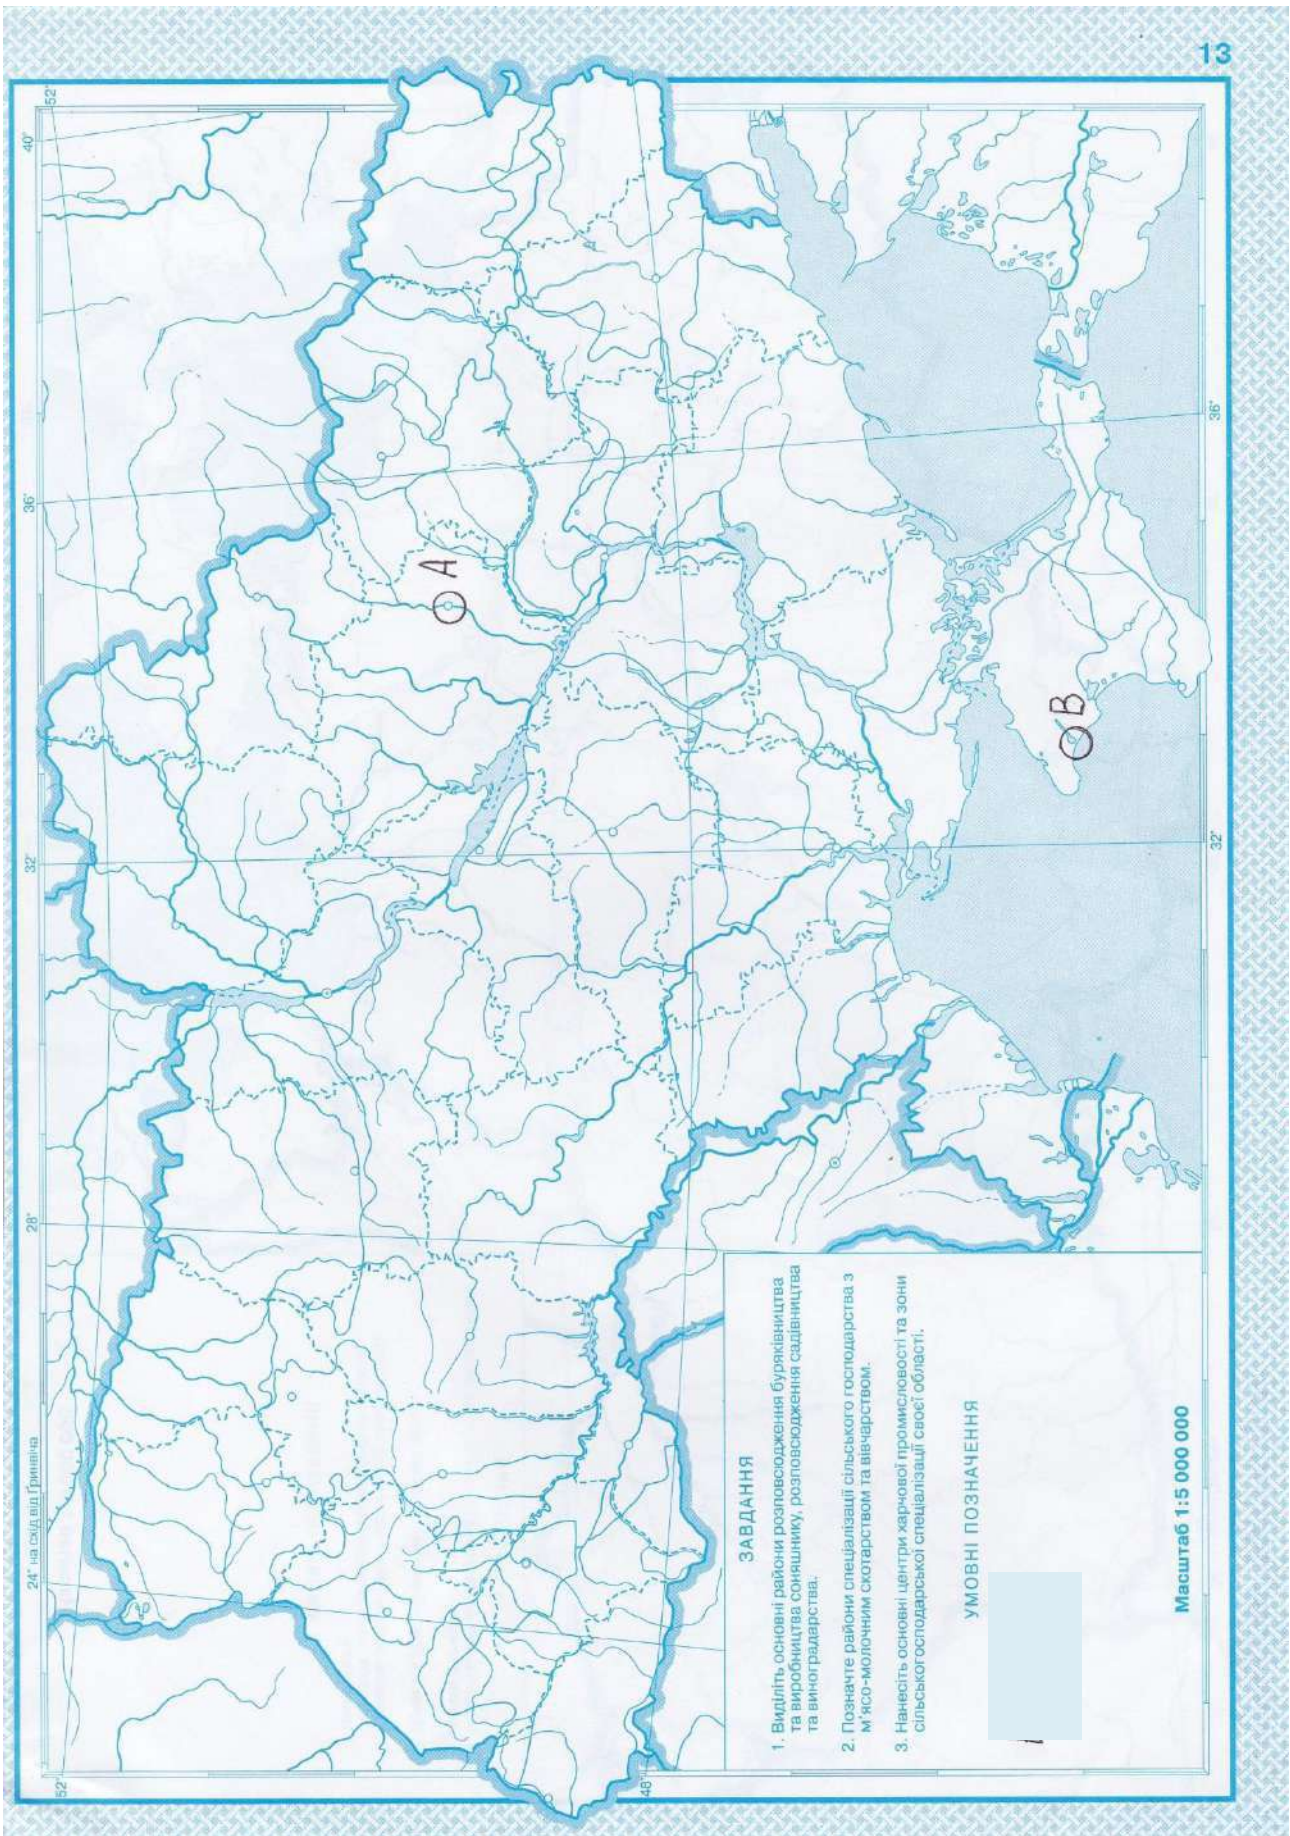 13
40°
52°
36°
32°
28°
24° на схід від Гринвіча
52°
48°
36°
32°
A
B
ЗАВДАННЯ
1. Виділіть основні райони розповсюдження буряківництва
та виробництва соняшнику, розповсюдження садівництва
та виноградарства.
2. Позначте райони спеціалізації сільського господарства з
м'ясо-молочним скотарством та вівчарством.
3. Нанесіть основні центри харчової промисловості та зони
сільськогосподарської спеціалізації своєї області.
УМОВНІ ПОЗНАЧЕННЯ
Масштаб 1:5 000 000